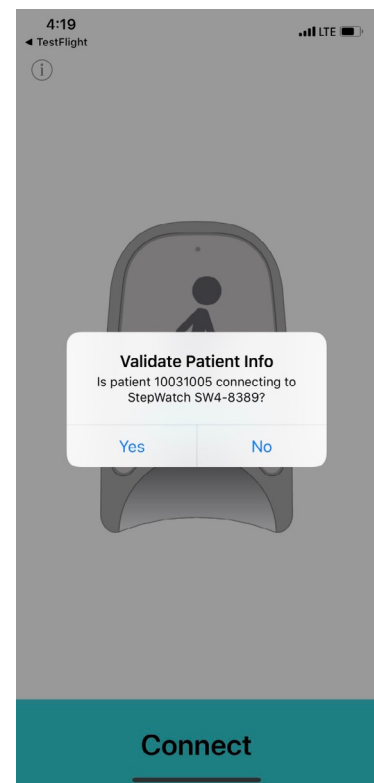 4:19
LTE
◀ TestFlight
i
Validate Patient Info
Is patient 10031005 connecting to
StepWatch SW4-8389?
Yes No
Connect